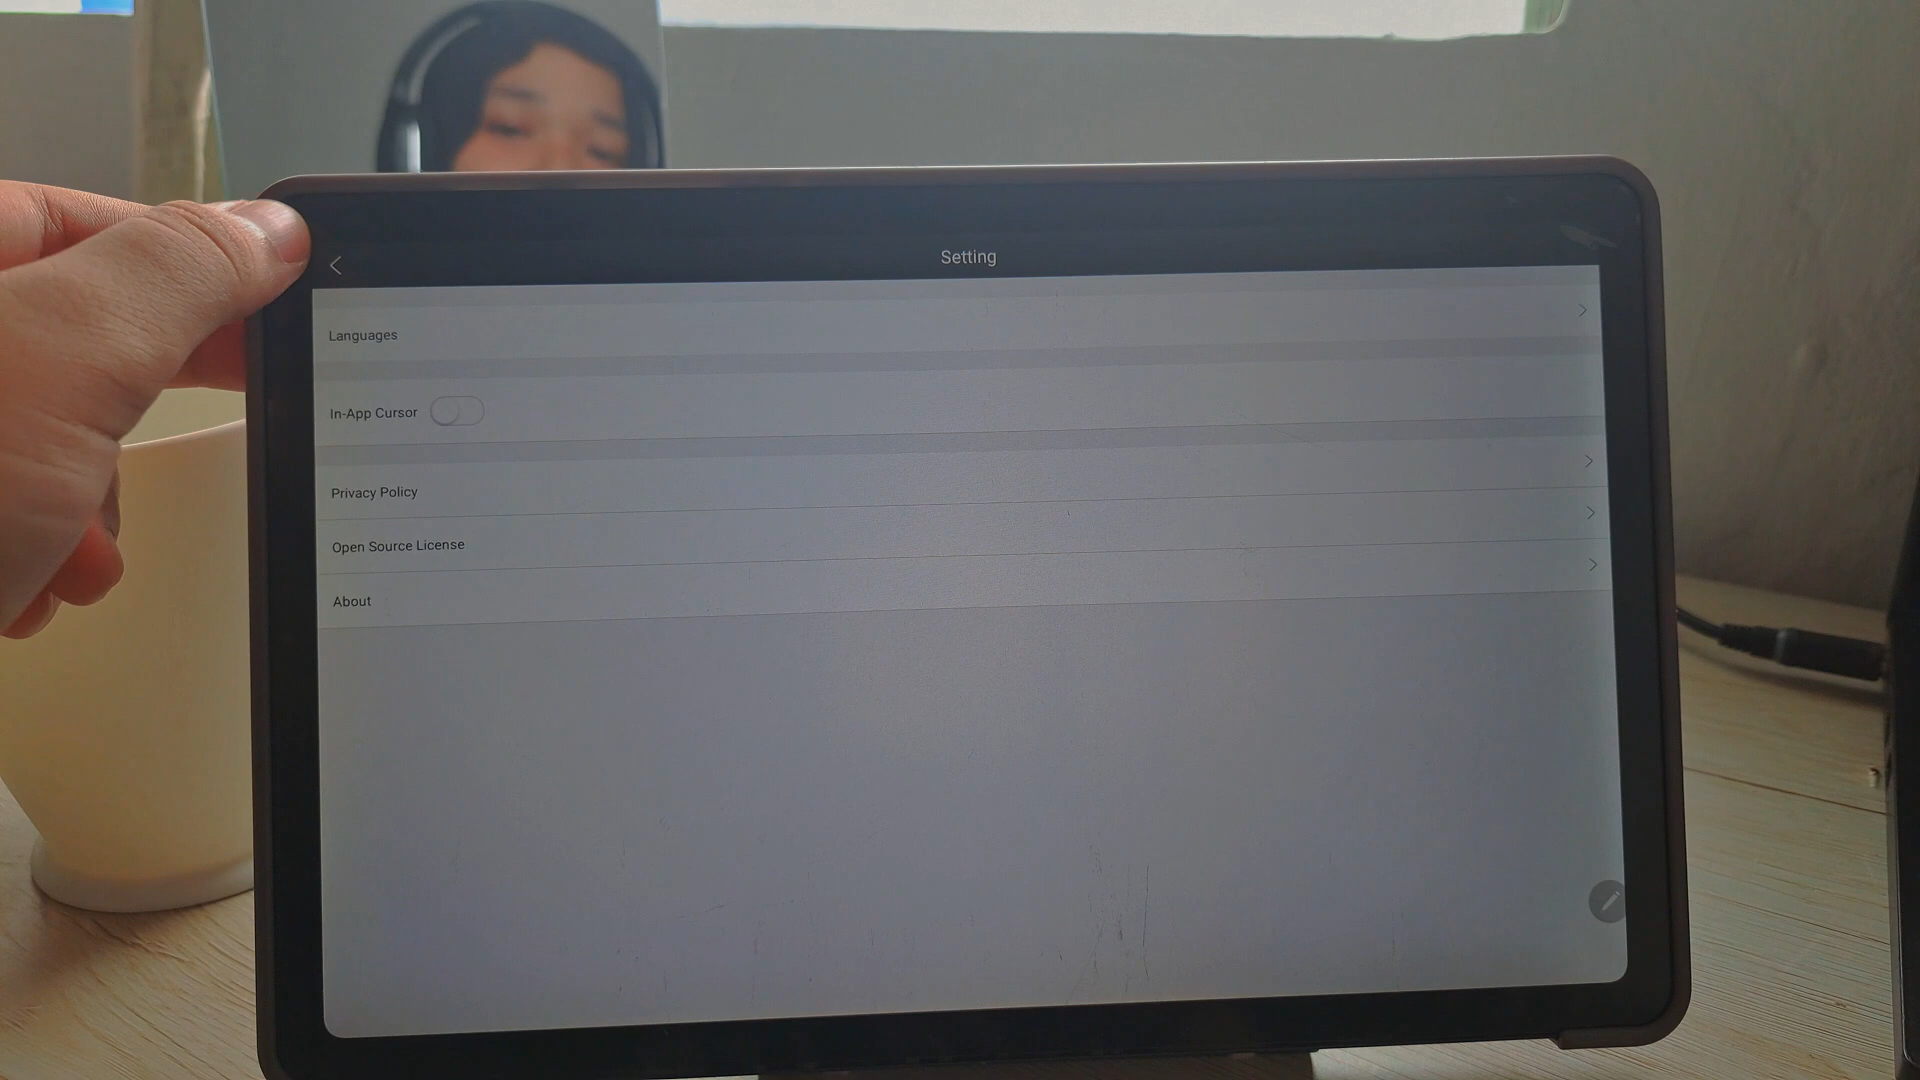 Setting
Languages
In-App Cursor
Privacy Policy
Open Source License
About